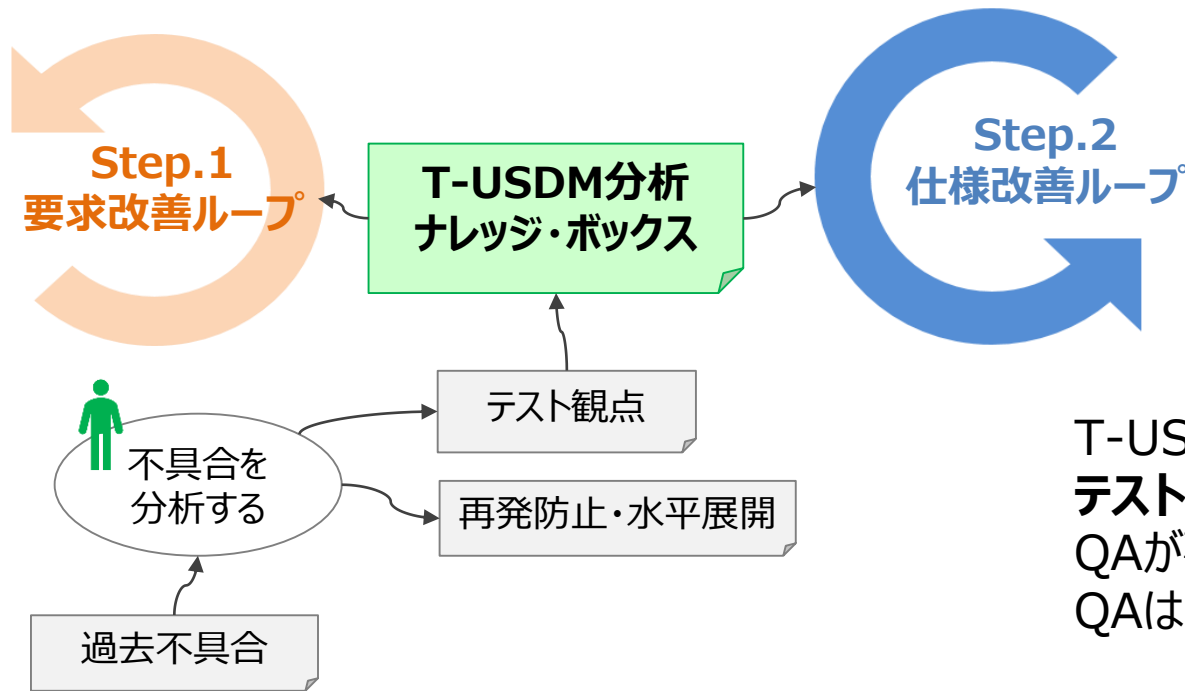 Step.1
要求改善ループ
T-USDM分析
ナレッジ・ボックス
Step.2
仕様改善ループ
テスト観点
不具合を
分析する
再発防止・水平展開
過去不具合
T-US
テスト
QAが
QAは